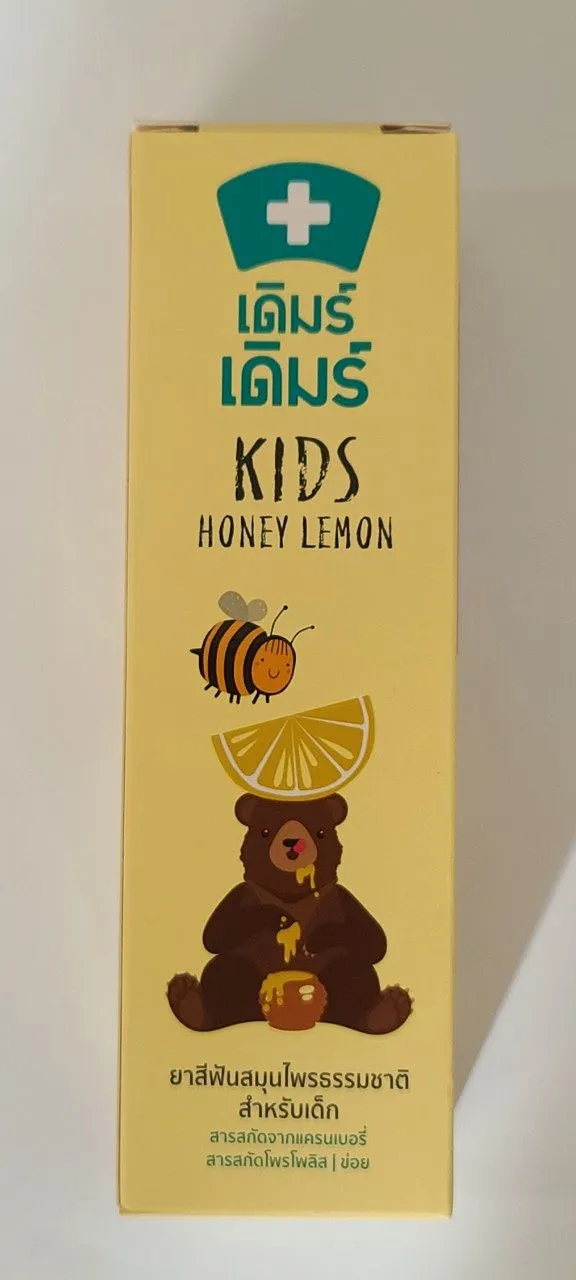 เดิมร์
เดิมร์
KIDS
HONEY LEMON
ยาสีฟันสมุนไพรธรรมชาติ
สำหรับเด็ก
สารสกัดจากแครนเบอรี่
สารสกัดโพรโพลิส | ข่อย